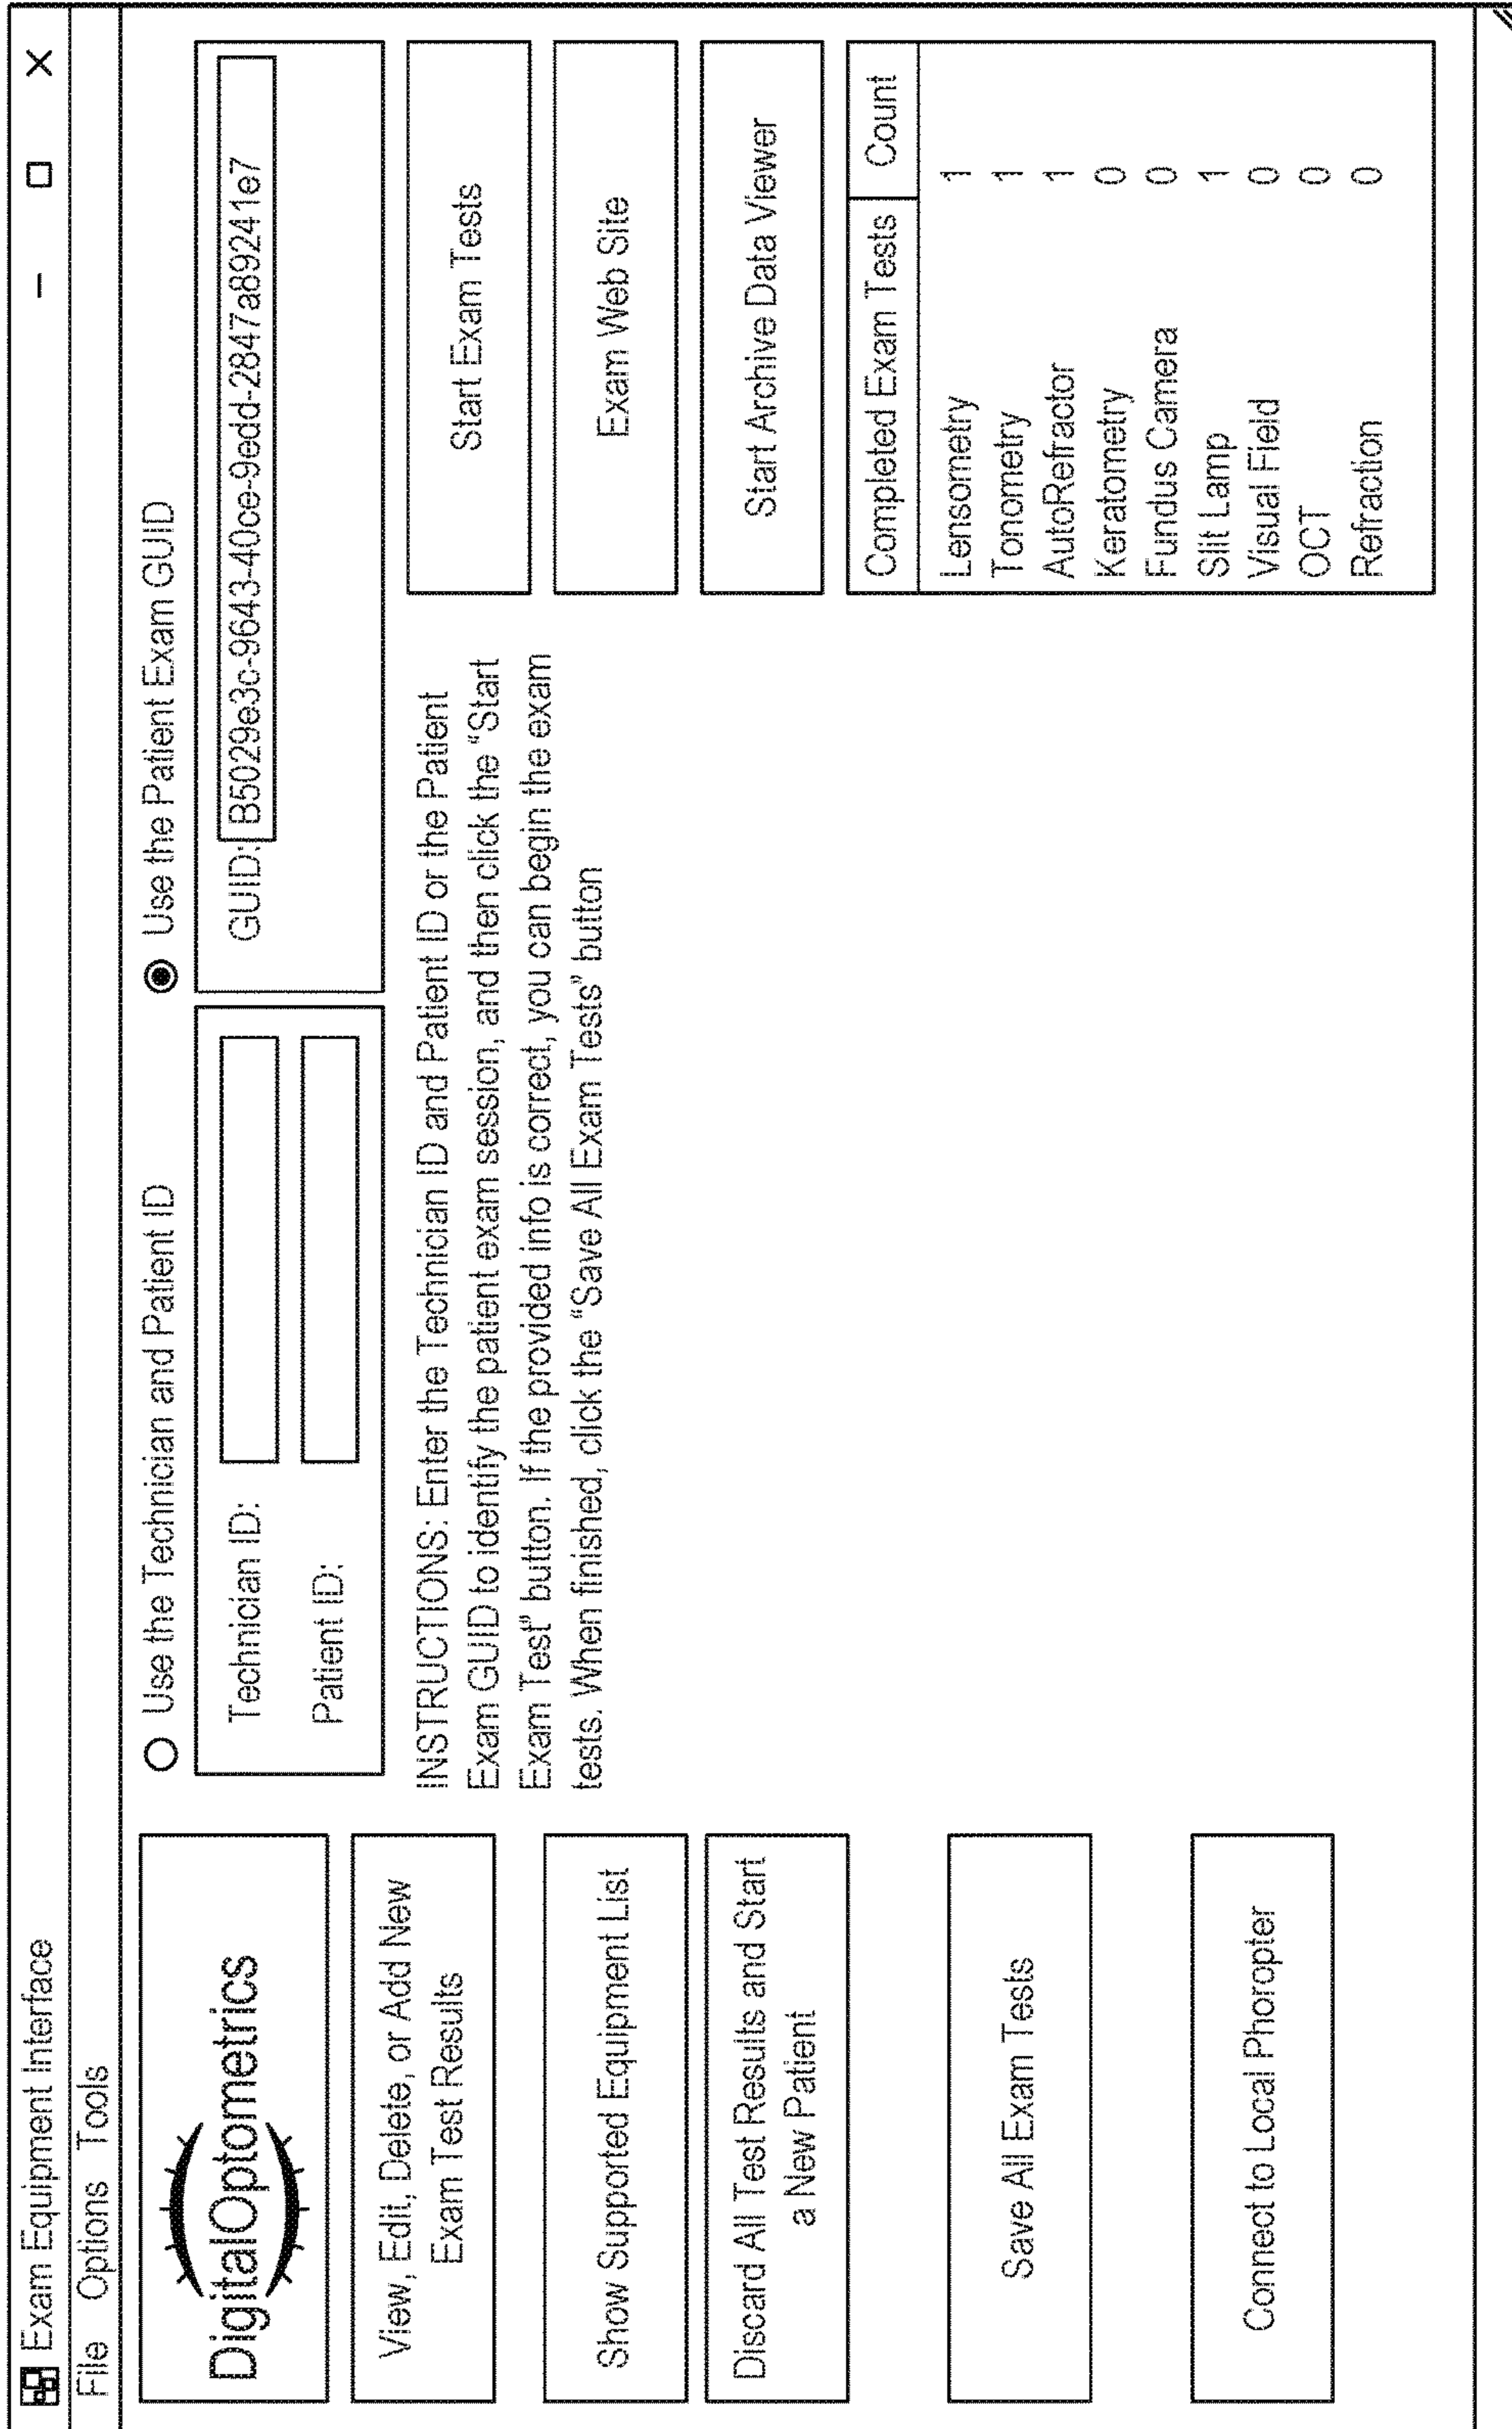 Exam Equipment Interface
File Options Tools
DigitalOptometrics
View, Edit, Delete, or Add New
Exam Test Results
Show Supported Equipment List
Discard All Test Results and Start
a New Patient
Save All Exam Tests
Connect to Local Phoropter
Use the Technician and Patient ID
Technician ID:
Patient ID:
Use the Patient Exam GUID
GUID: B5029e3c-9643-40ce-9edd-2847a89241e7
INSTRUCTIONS: Enter the Technician ID and Patient ID or the Patient
Exam GUID to identify the patient exam session, and then click the “Start
Exam Test” button. If the provided info is correct, you can begin the exam
tests. When finished, click the “Save All Exam Tests” button
Start Exam Tests
Exam Web Site
Start Archive Data Viewer
Completed Exam Tests Count
Lensometry 1
Tonometry 1
AutoRefractor 1
Keratometry 0
Fundus Camera 0
Slit Lamp 1
Visual Field 0
OCT 0
Refraction 0